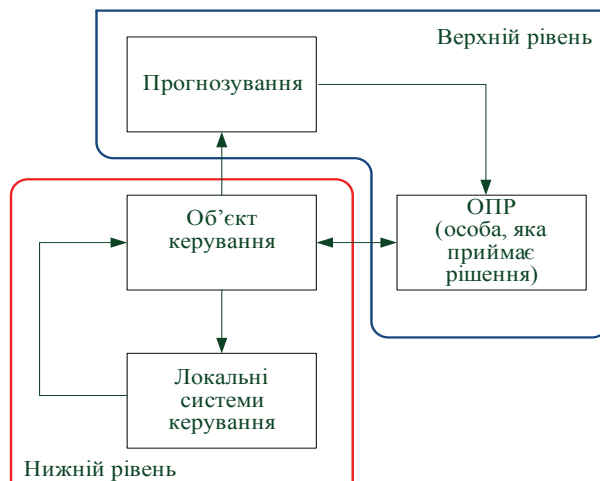 Верхній рівень
Прогнозування
Об’єкт
керування
ОПР
(особа, яка
приймає
рішення)
Локальні
системи
керування
Нижній рівень